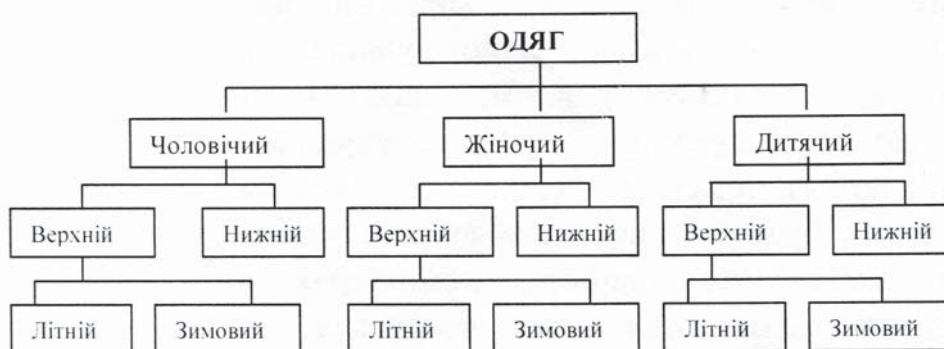 ОДЯГ
Чоловічий Жіночий Дитячий
Верхній Нижній Верхній Нижній Верхній Нижній
Літній Зимовий Літній Зимовий Літній Зимовий